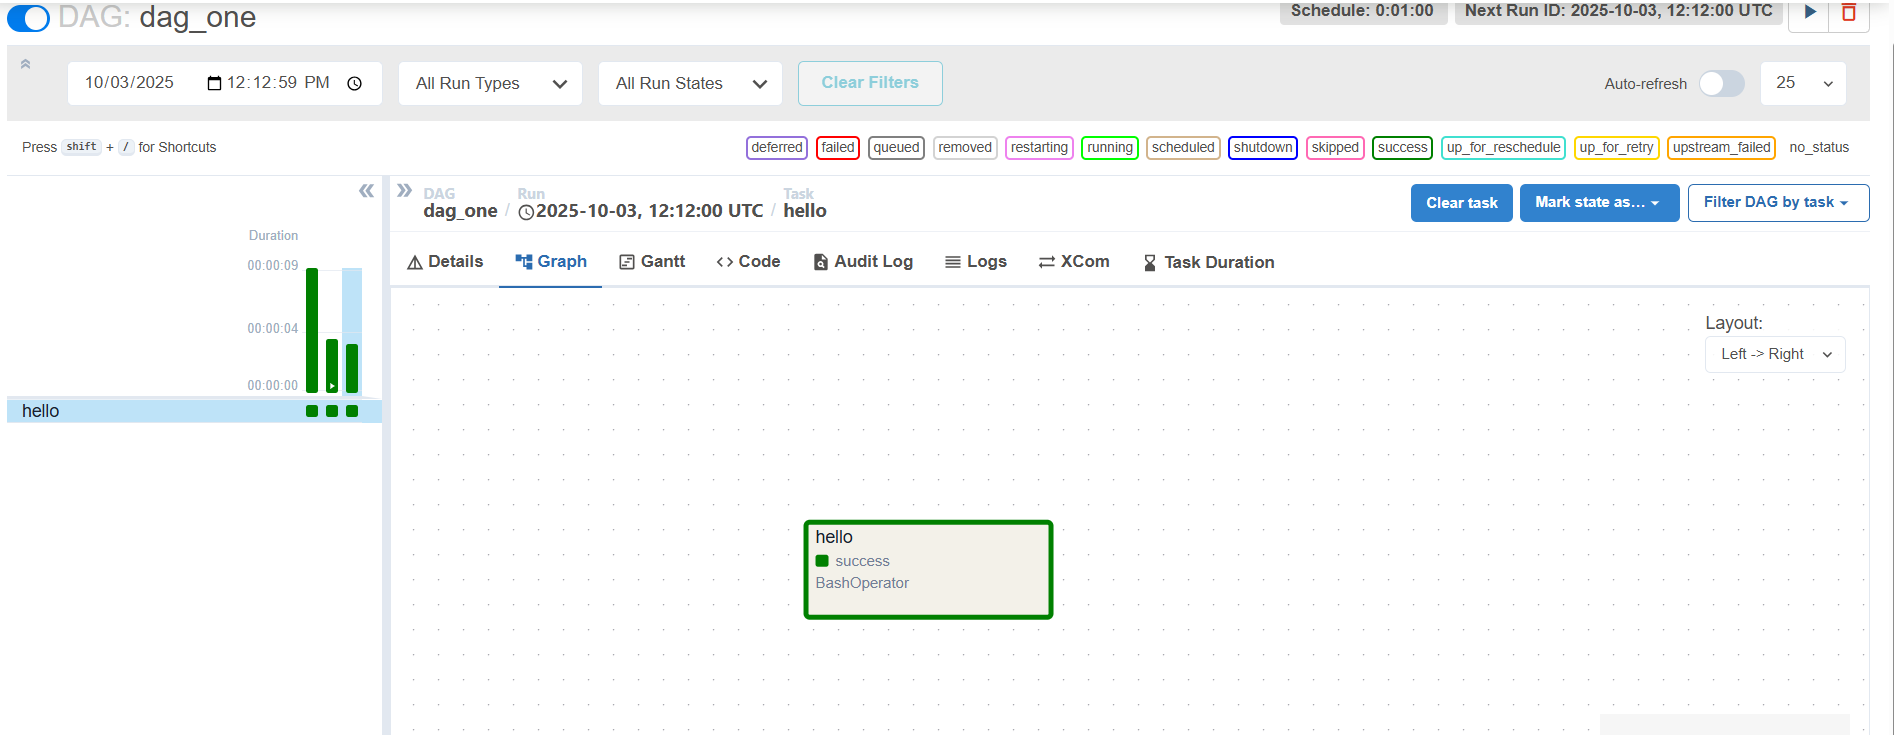 DAG: dag_one
Schedule: 0:01:00
Next Run ID: 2025-10-03, 12:12:00 UTC
10/03/2025 12:12:59 PM
All Run Types
All Run States
Clear Filters
Auto-refresh
25
Press shift + / for Shortcuts
deferred
failed
queued
removed
restarting
running
scheduled
shutdown
skipped
success
up_for_reschedule
up_for_retry
upstream_failed
no_status
Duration
00:00:09
00:00:04
00:00:00
hello
DAG
dag_one
/
Run
2025-10-03, 12:12:00 UTC
/
Task
hello
Clear task
Mark state as...
Filter DAG by task
Details
Graph
Gantt
Code
Audit Log
Logs
XCom
Task Duration
Layout:
Left -> Right
hello
success
BashOperator